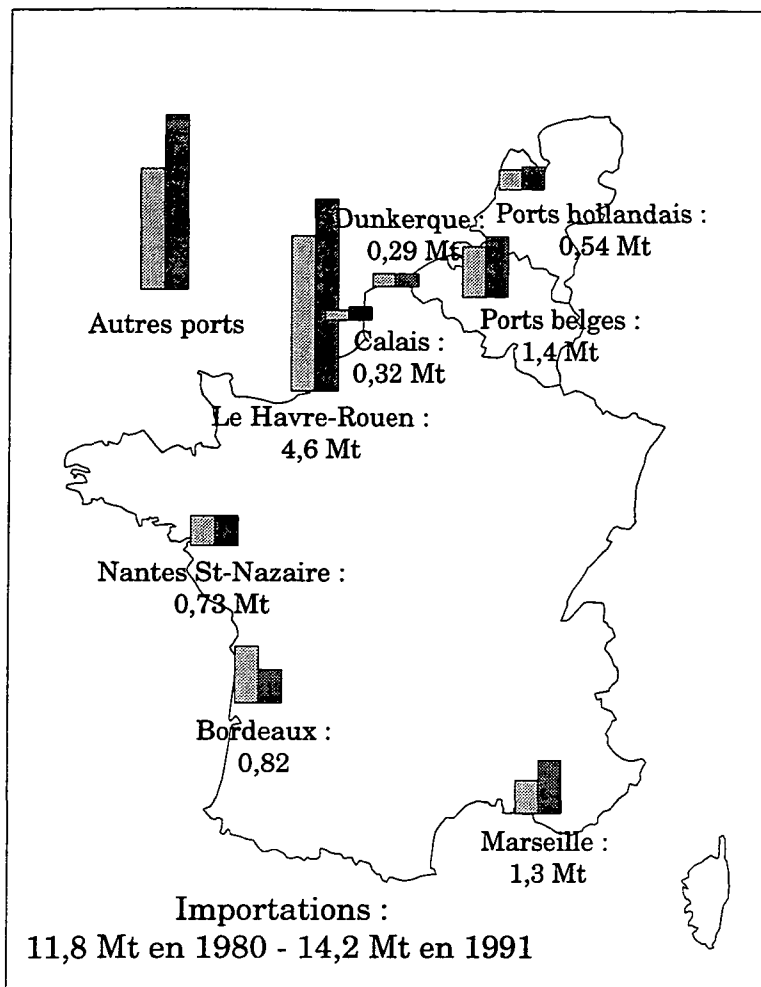 Dunkerque :
0,29 Mt
Ports hollandais :
0,54 Mt
Autres ports
Ports belges :
1,4 Mt
Calais :
0,32 Mt
Le Havre-Rouen :
4,6 Mt
Nantes St-Nazaire :
0,73 Mt
Bordeaux :
0,82
Marseille :
1,3 Mt
Importations :
11,8 Mt en 1980 - 14,2 Mt en 1991